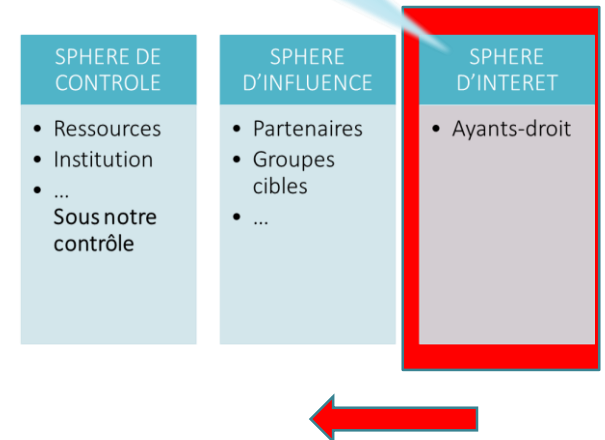 SPHERE DE
CONTROLE
• Ressources
• Institution
• ...
Sous notre
contrôle
SPHERE
D'INFLUENCE
• Partenaires
• Groupes
cibles
• ...
SPHERE
D'INTERET
• Ayants-droit